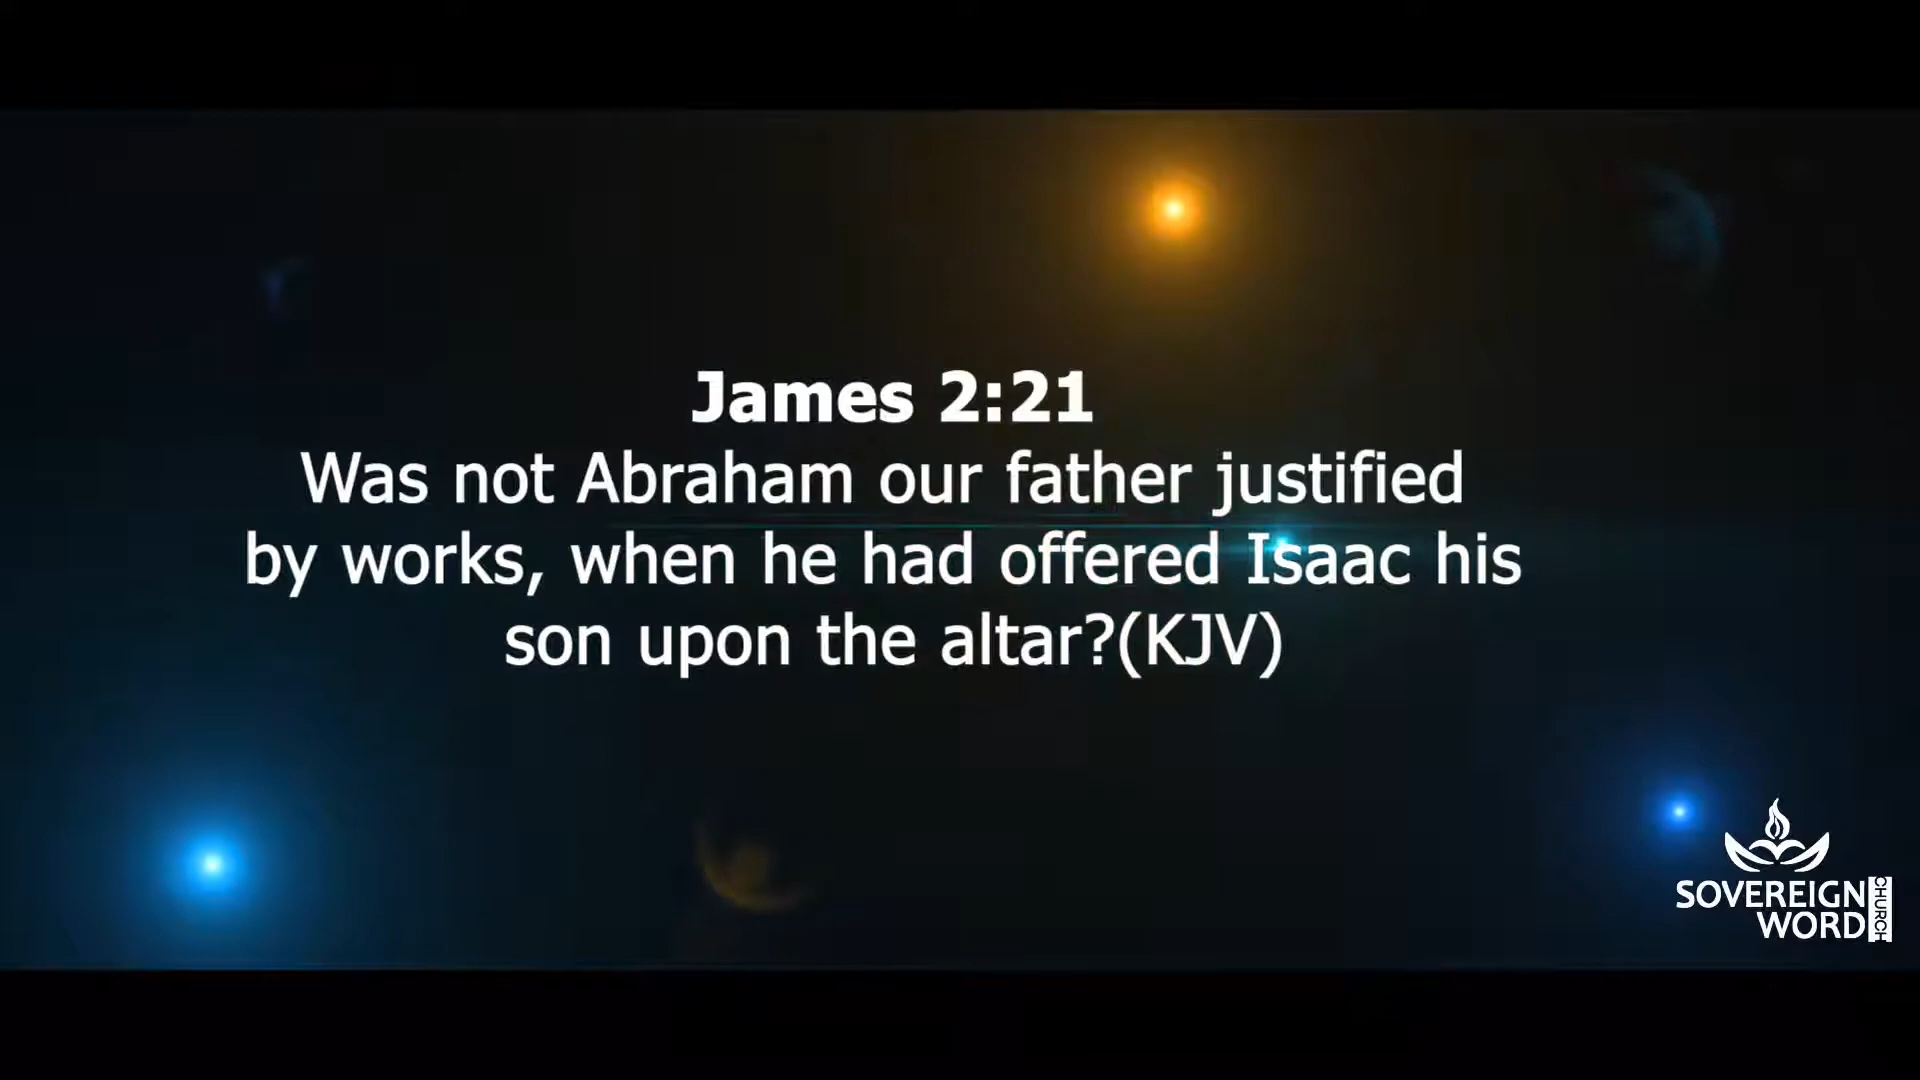 James 2:21
Was not Abraham our father justified
by works, when he had offered Isaac his
son upon the altar?(KJV)
SOVEREIGN
WORD
CHURCH